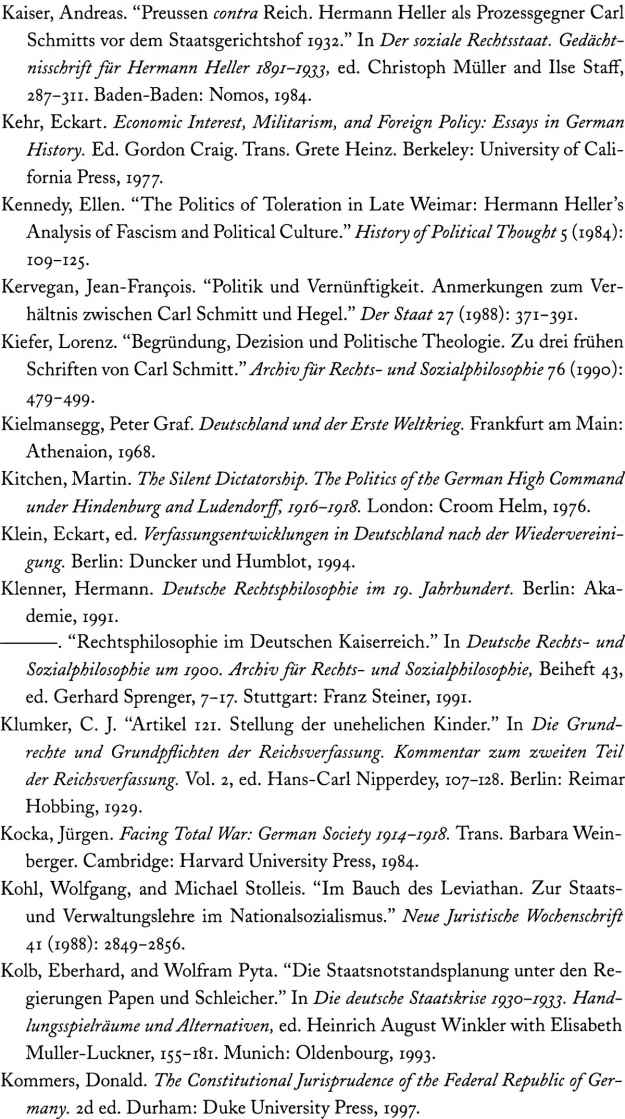 Kaiser, Andreas. “Preussen contra Reich. Hermann Heller als Prozessgegner Carl
Schmitts vor dem Staatsgerichtshof 1932.” In Der soziale Rechtsstaat. Gedächt-
nisschrift für Hermann Heller 1891–1933, ed. Christoph Müller and Ilse Staff,
287–311. Baden-Baden: Nomos, 1984.
Kehr, Eckart. Economic Interest, Militarism, and Foreign Policy: Essays in German
History. Ed. Gordon Craig. Trans. Grete Heinz. Berkeley: University of Cali-
fornia Press, 1977.
Kennedy, Ellen. “The Politics of Toleration in Late Weimar: Hermann Heller’s
Analysis of Fascism and Political Culture.” History of Political Thought 5 (1984):
109–125.
Kervegan, Jean-François. “Politik und Vernünftigkeit. Anmerkungen zum Ver-
hältnis zwischen Carl Schmitt und Hegel.” Der Staat 27 (1988): 371–391.
Kiefer, Lorenz. “Begründung, Dezision und Politische Theologie. Zu drei frühen
Schriften von Carl Schmitt.” Archiv für Rechts- und Sozialphilosophie 76 (1990):
479–499.
Kielmansegg, Peter Graf. Deutschland und der Erste Weltkrieg. Frankfurt am Main:
Athenaion, 1968.
Kitchen, Martin. The Silent Dictatorship. The Politics of the German High Command
under Hindenburg and Ludendorff, 1916–1918. London: Croom Helm, 1976.
Klein, Eckart, ed. Verfassungsentwicklungen in Deutschland nach der Wiedervereini-
gung. Berlin: Duncker und Humblot, 1994.
Klenner, Hermann. Deutsche Rechtsphilosophie im 19. Jahrhundert. Berlin: Aka-
demie, 1991.
———. “Rechtsphilosophie im Deutschen Kaiserreich.” In Deutsche Rechts- und
Sozialphilosophie um 1900. Archiv für Rechts- und Sozialphilosophie, Beiheft 43,
ed. Gerhard Sprenger, 7–17. Stuttgart: Franz Steiner, 1991.
Klumker, C. J. “Artikel 121. Stellung der unehelichen Kinder.” In Die Grund-
rechte und Grundpflichten der Reichsverfassung. Kommentar zum zweiten Teil
der Reichsverfassung. Vol. 2, ed. Hans-Carl Nipperdey, 107–128. Berlin: Reimar
Hobbing, 1929.
Kocka, Jürgen. Facing Total War: German Society 1914–1918. Trans. Barbara Wein-
berger. Cambridge: Harvard University Press, 1984.
Kohl, Wolfgang, and Michael Stolleis. “Im Bauch des Leviathan. Zur Staats-
und Verwaltungslehre im Nationalsozialismus.” Neue Juristische Wochenschrift
41 (1988): 2849–2856.
Kolb, Eberhard, and Wolfram Pyta. “Die Staatsnotstandsplanung unter den Re-
gierungen Papen und Schleicher.” In Die deutsche Staatskrise 1930–1933. Hand-
lungsspielräume und Alternativen, ed. Heinrich August Winkler with Elisabeth
Muller-Luckner, 155–181. Munich: Oldenbourg, 1993.
Kommers, Donald. The Constitutional Jurisprudence of the Federal Republic of Ger-
many. 2d ed. Durham: Duke University Press, 1997.